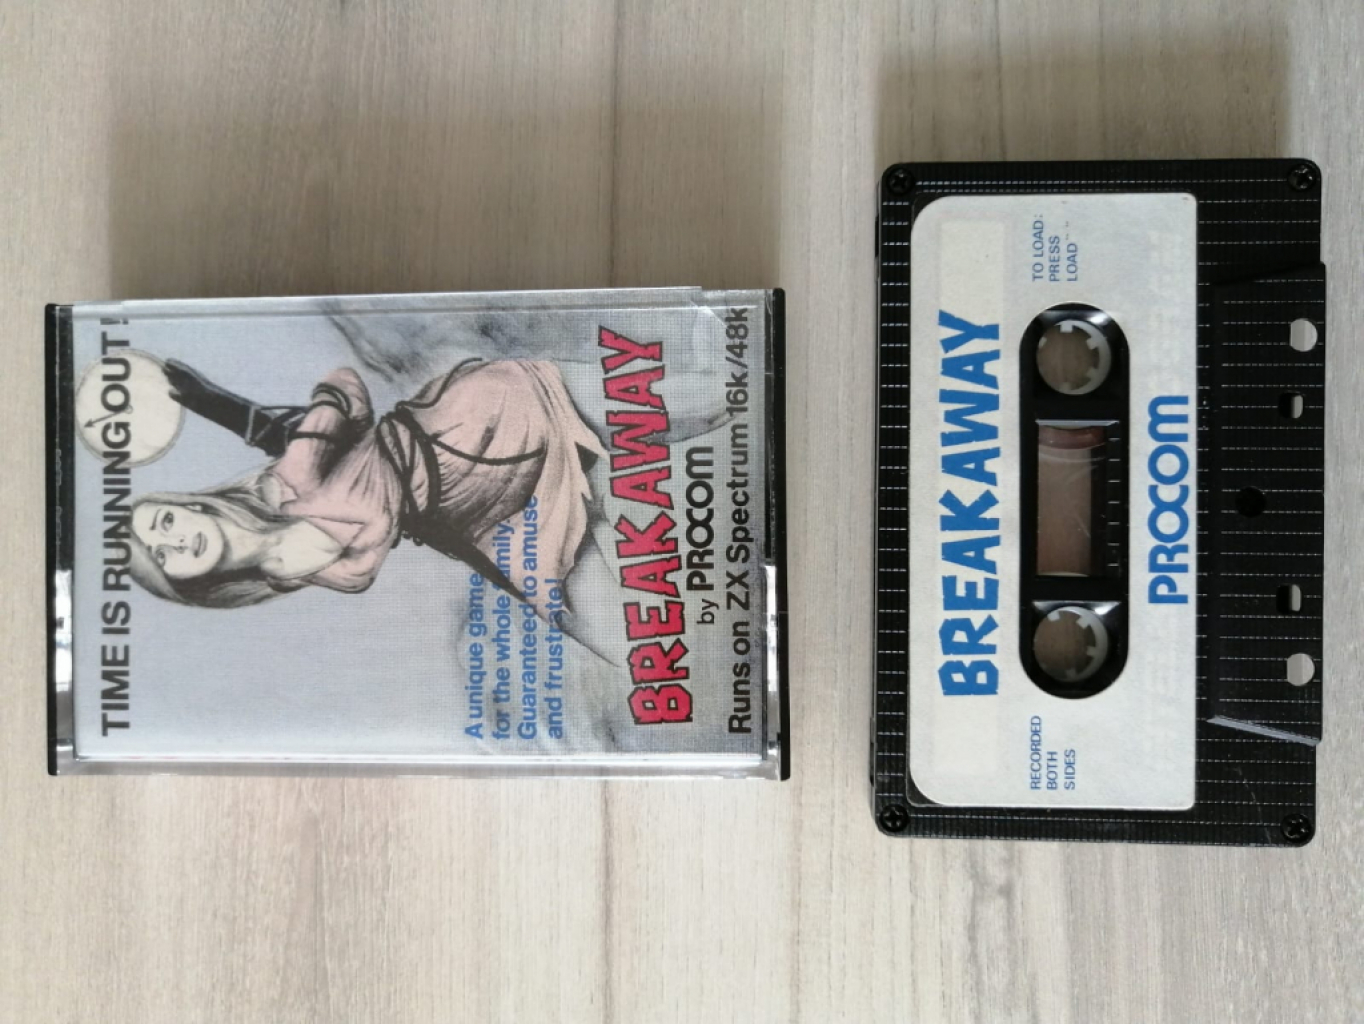 TIME IS RUNNING OUT!
A unique game
for the whole family.
Guaranteed to amuse
and frustrate!
BREAKAWAY
by PROCOM
Runs on ZX Spectrum 16k/48k
BREAKAWAY
RECORDED
BOTH
SIDES
TO LOAD:
PRESS
LOAD " "
PROCOM